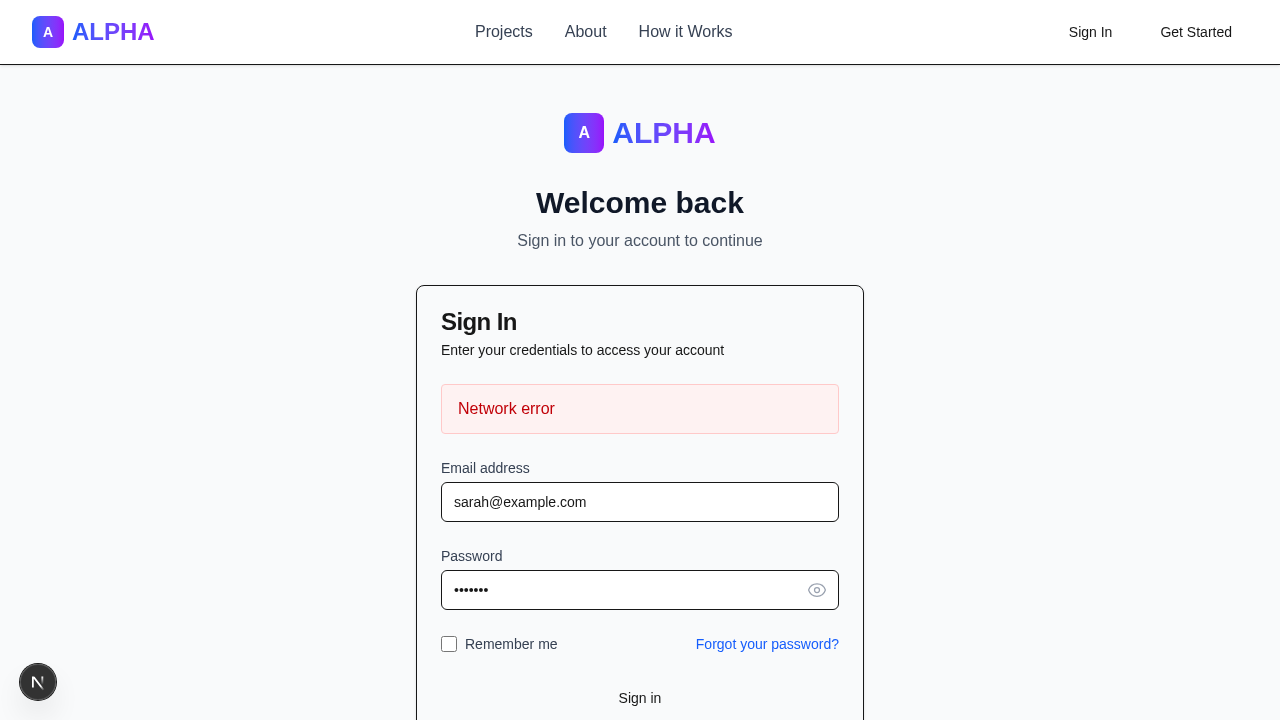 A ALPHA
Projects About How it Works
Sign In Get Started
A ALPHA
Welcome back
Sign in to your account to continue
Sign In
Enter your credentials to access your account
Network error
Email address
sarah@example.com
Password
•••••••
Remember me
Forgot your password?
Sign in
N